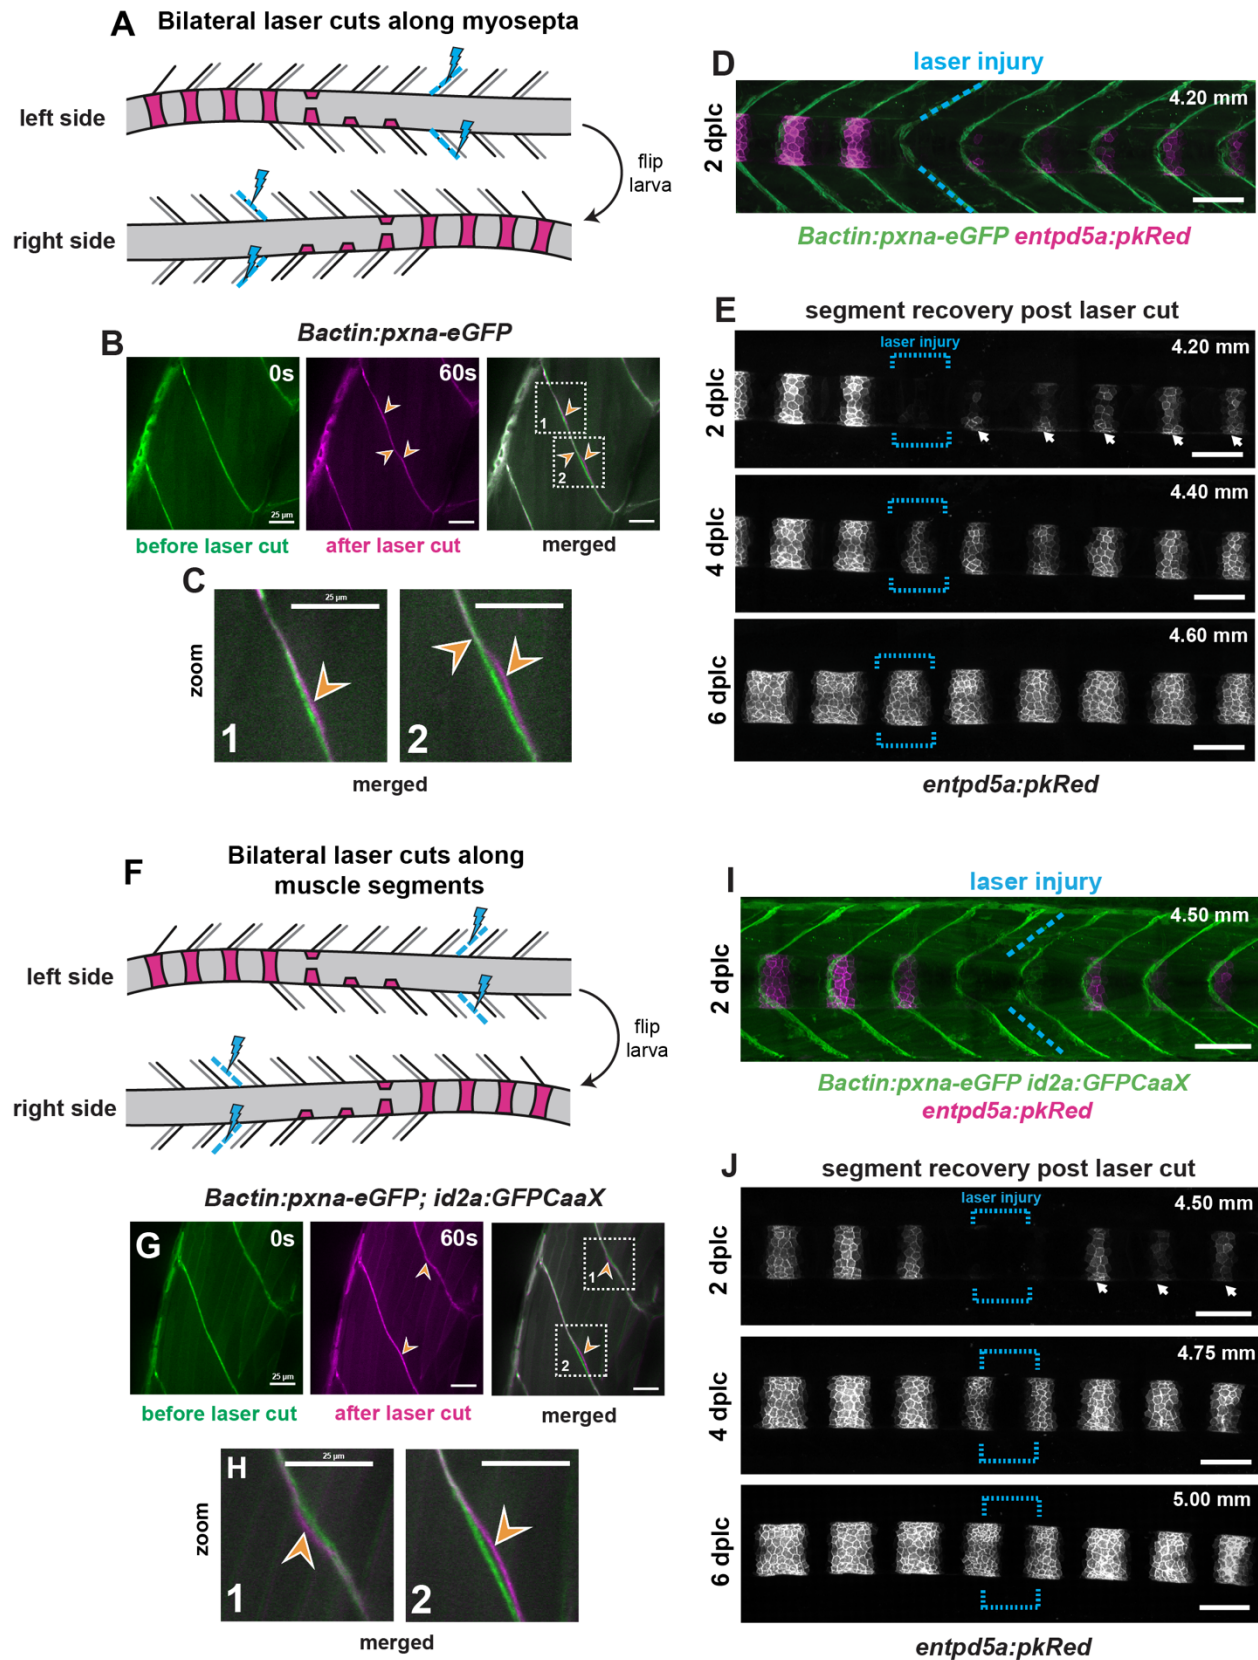 A Bilateral laser cuts along myosepta
left side
flip
larva
right side
B Bactin:pxna-eGFP
0s
60s
1
2
25 µm
before laser cut
after laser cut
merged
C
zoom
25 µm
1
2
merged
D laser injury
2 dplc
4.20 mm
Bactin:pxna-eGFP entpd5a:pkRed
E segment recovery post laser cut
laser injury
2 dplc
4.20 mm
4 dplc
4.40 mm
6 dplc
4.60 mm
entpd5a:pkRed
F Bilateral laser cuts along
muscle segments
left side
flip
larva
right side
Bactin:pxna-eGFP; id2a:GFPCaaX
G
0s
60s
1
2
25 µm
before laser cut
after laser cut
merged
H
zoom
25 µm
1
2
merged
I laser injury
2 dplc
4.50 mm
Bactin:pxna-eGFP id2a:GFPCaaX
entpd5a:pkRed
J segment recovery post laser cut
laser injury
2 dplc
4.50 mm
4 dplc
4.75 mm
6 dplc
5.00 mm
entpd5a:pkRed